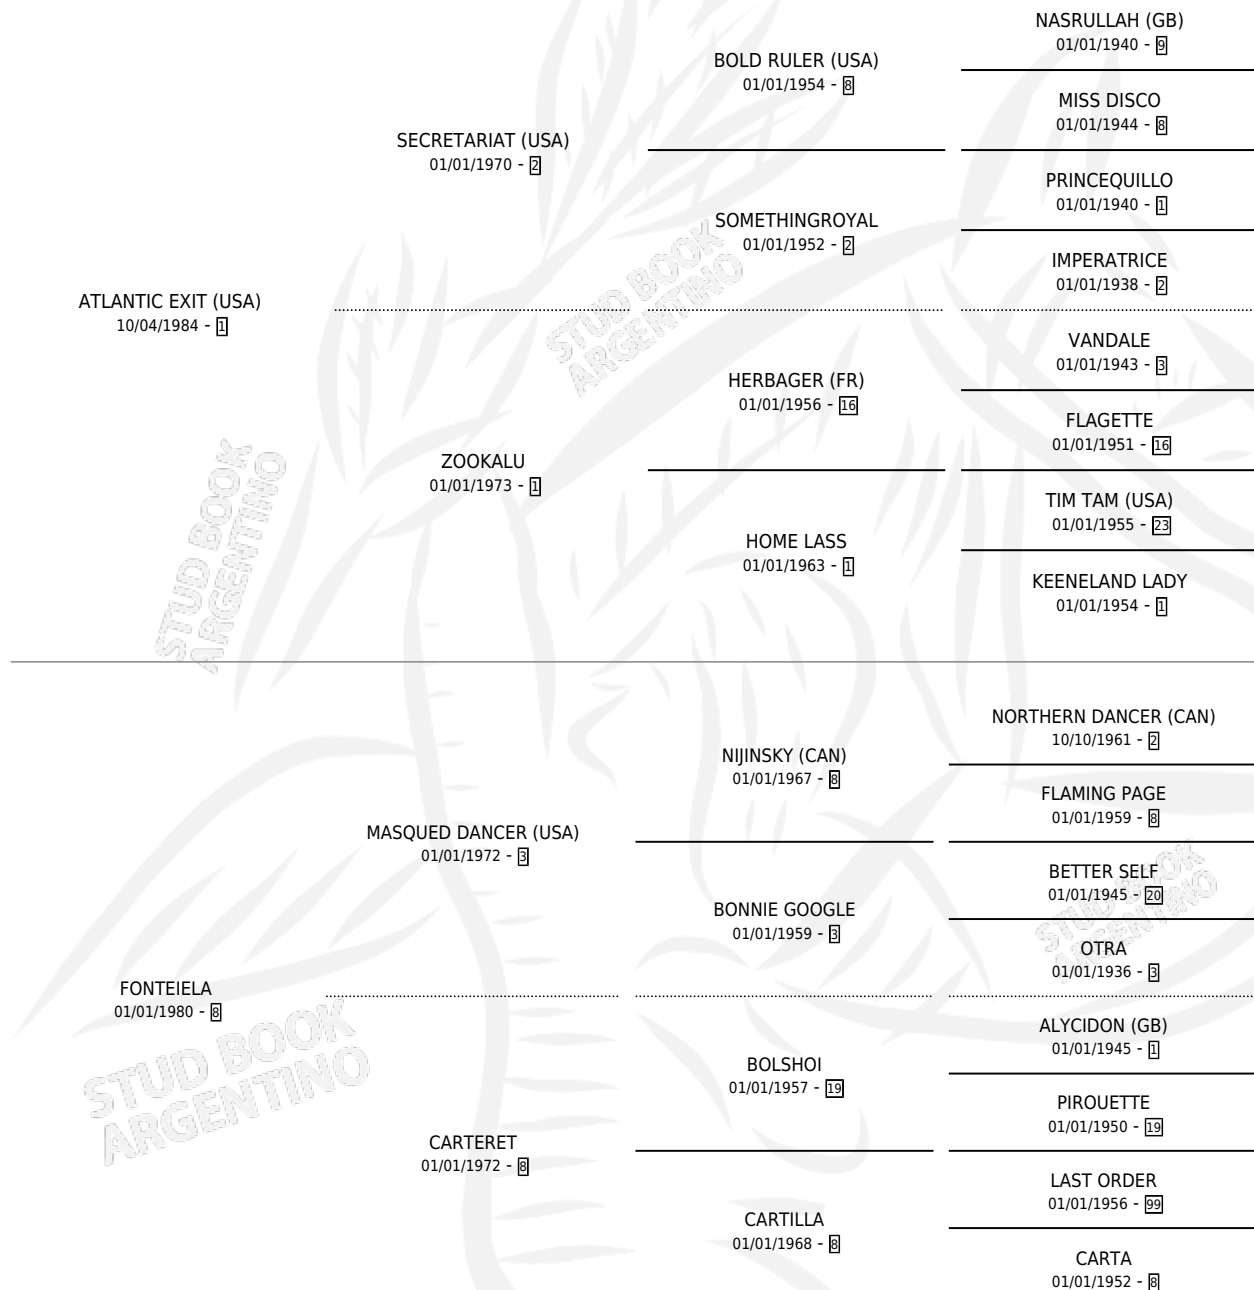 NASRULLAH (GB)
01/01/1940 - 9
BOLD RULER (USA)
01/01/1954 - 8
MISS DISCO
01/01/1944 - 8
SECRETARIAT (USA)
01/01/1970 - 2
PRINCEQUILLO
01/01/1940 - 1
SOMETHINGROYAL
01/01/1952 - 2
IMPERATRICE
01/01/1938 - 2
ATLANTIC EXIT (USA)
10/04/1984 - 1
VANDALE
01/01/1943 - 3
HERBAGER (FR)
01/01/1956 - 16
FLAGETTE
01/01/1951 - 16
ZOOKALU
01/01/1973 - 1
TIM TAM (USA)
01/01/1955 - 23
HOME LASS
01/01/1963 - 1
KEENELAND LADY
01/01/1954 - 1
NORTHERN DANCER (CAN)
10/10/1961 - 2
NIJINSKY (CAN)
01/01/1967 - 8
FLAMING PAGE
01/01/1959 - 8
MASQUED DANCER (USA)
01/01/1972 - 3
BETTER SELF
01/01/1945 - 20
BONNIE GOOGLE
01/01/1959 - 3
OTRA
01/01/1936 - 3
FONTEIELA
01/01/1980 - 8
ALYCIDON (GB)
01/01/1945 - 1
BOLSHOI
01/01/1957 - 19
PIROUETTE
01/01/1950 - 19
CARTERET
01/01/1972 - 8
LAST ORDER
01/01/1956 - 99
CARTILLA
01/01/1968 - 8
CARTA
01/01/1952 - 8
STUD BOOK
ARGENTINO
STUD BOOK
ARGENTINO
STUD BOOK
ARGENTINO
STUD BOOK
ARGENTINO